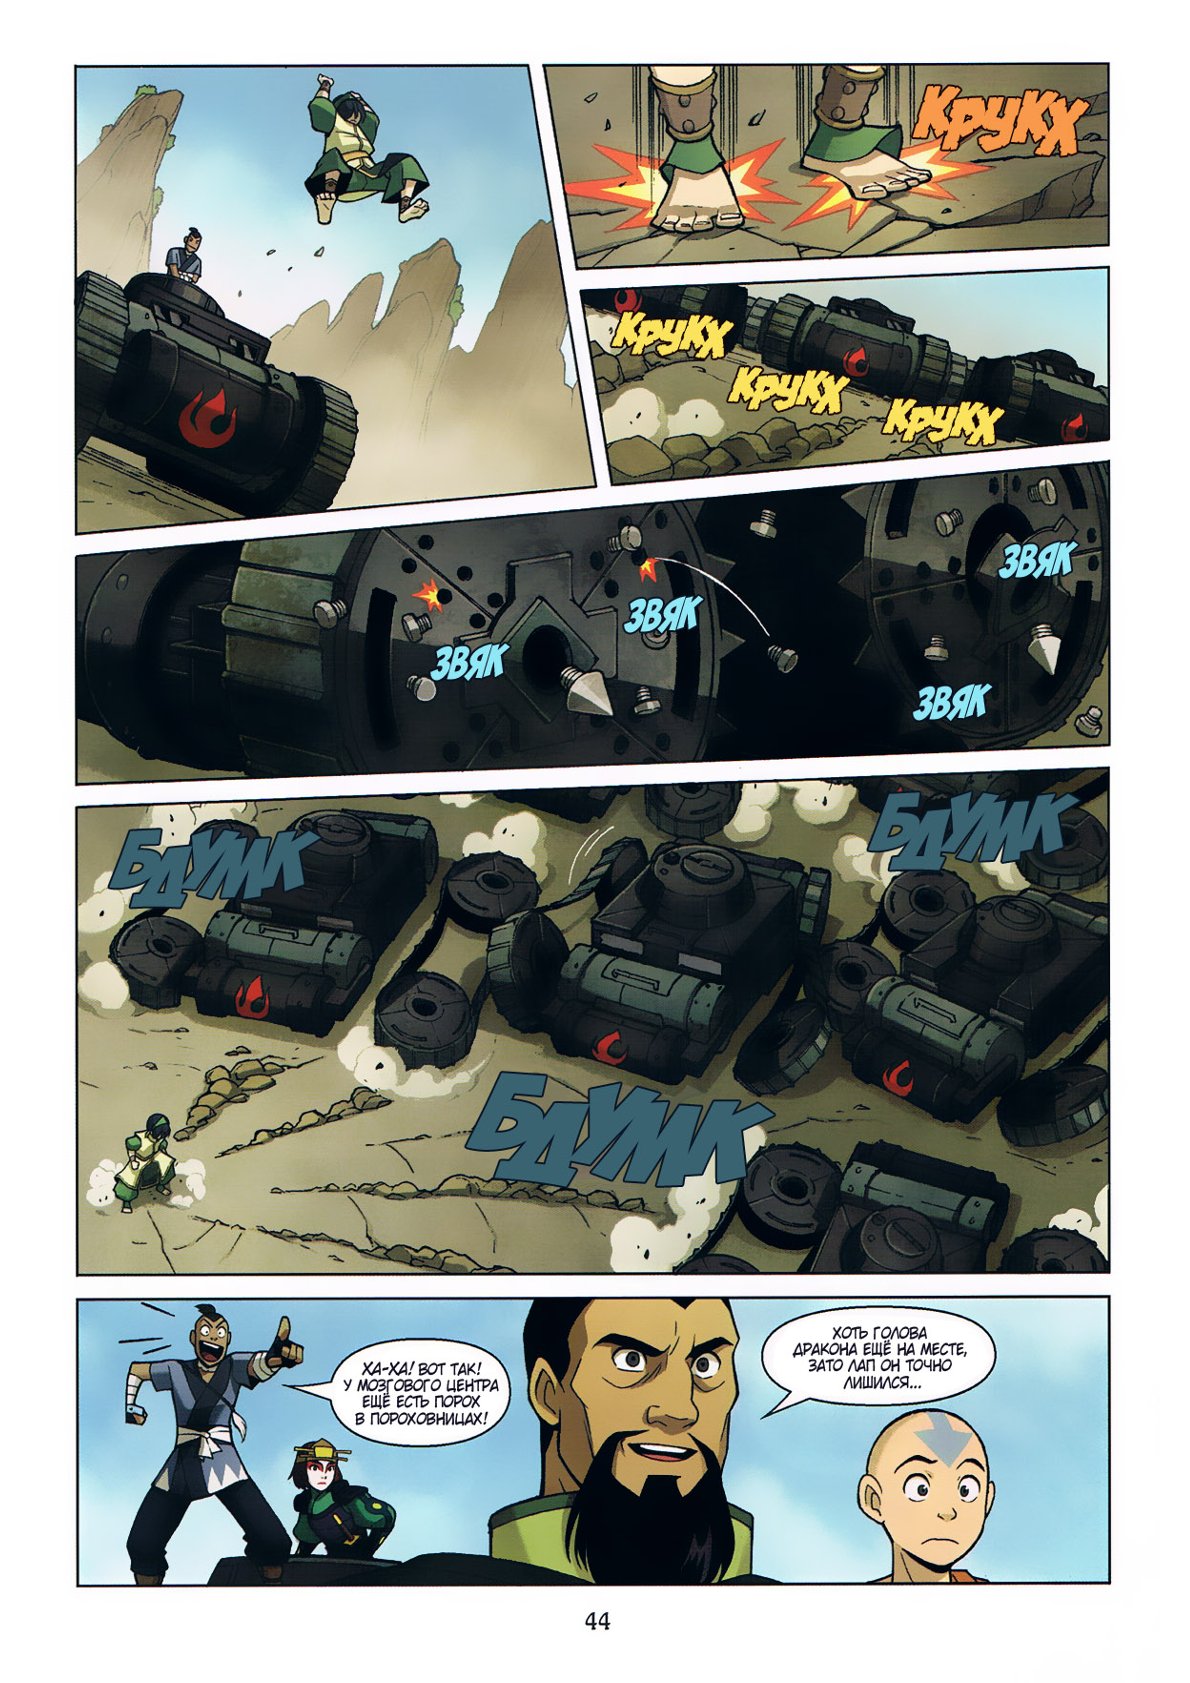 КРУКХ
КРУКХ
КРУКХ
КРУКХ
ЗВЯК
ЗВЯК
ЗВЯК
ЗВЯК
БДУМК
БДУМК
БДУМК
ХА-ХА! ВОТ ТАК!
У МОЗГОВОГО ЦЕНТРА
ЕЩЁ ЕСТЬ ПОРОХ
В ПОРОХОВНИЦАХ!
ХОТЬ ГОЛОВА
ДРАКОНА ЕЩЁ НА МЕСТЕ,
ЗАТО ЛАП ОН ТОЧНО
ЛИШИЛСЯ...
44